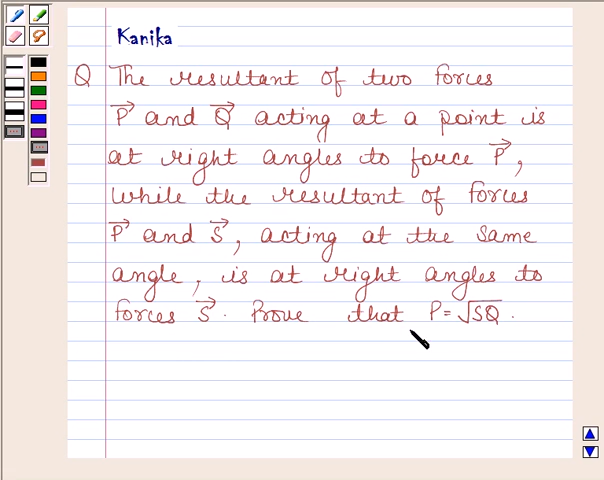 Kanika
Q The resultant of two forces
P⃗ and Q⃗ acting at a point is
at right angles to force P⃗,
while the resultant of forces
P⃗ and S⃗, acting at the same
angle, is at right angles to
forces S⃗. Prove that P = √SQ.